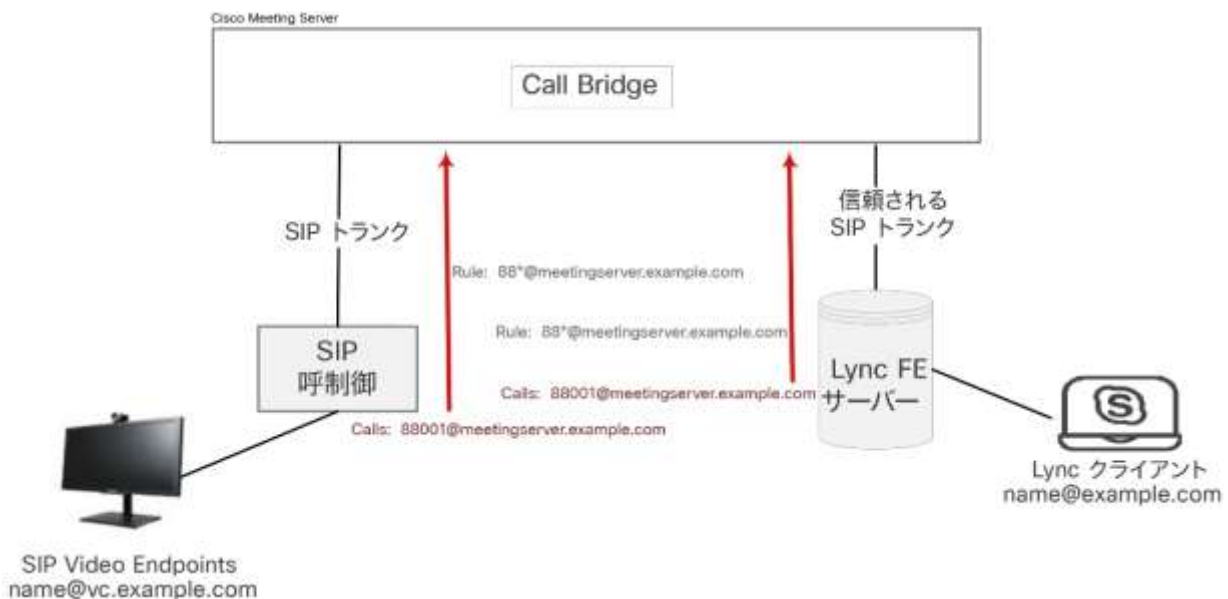 Cisco Meeting Server
Call Bridge
SIP トランク
信頼される
SIP トランク
Rule: 88*@meetingserver.example.com
Rule: 88*@meetingserver.example.com
SIP
呼制御
Lync FE
サーバー
Calls: 88001@meetingserver.example.com
Calls: 88001@meetingserver.example.com
S
Lync クライアント
name@example.com
SIP Video Endpoints
name@vc.example.com